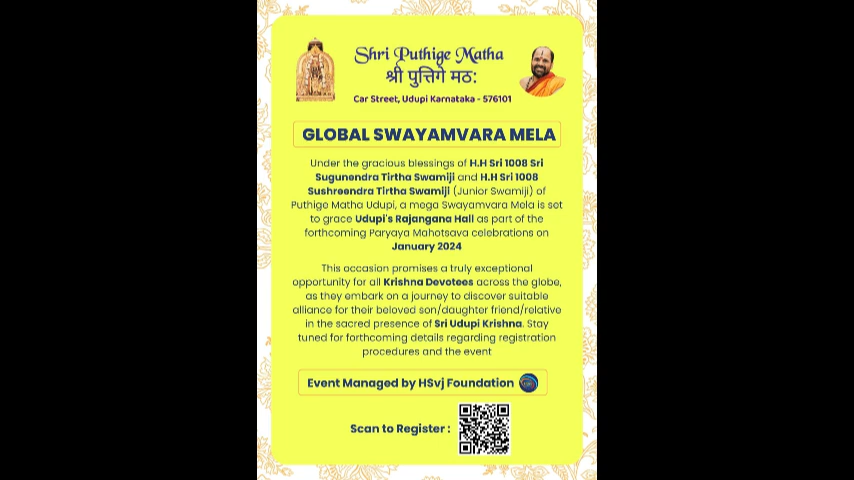 Shri Puthige Matha
श्री पुत्तिगे मठ:
Car Street, Udupi Karnataka - 576101
GLOBAL SWAYAMVARA MELA
Under the gracious blessings of H.H Sri 1008 Sri
Sugunendra Tirtha Swamiji and H.H Sri 1008
Sushreendra Tirtha Swamiji (Junior Swamiji) of
Puthige Matha Udupi, a mega Swayamvara Mela is set
to grace Udupi's Rajangana Hall as part of the
forthcoming Paryaya Mahotsava celebrations on
January 2024
This occasion promises a truly exceptional
opportunity for all Krishna Devotees across the globe,
as they embark on a journey to discover suitable
alliance for their beloved son/daughter friend/relative
in the sacred presence of Sri Udupi Krishna. Stay
tuned for forthcoming details regarding registration
procedures and the event
Event Managed by HSvj Foundation
Scan to Register :